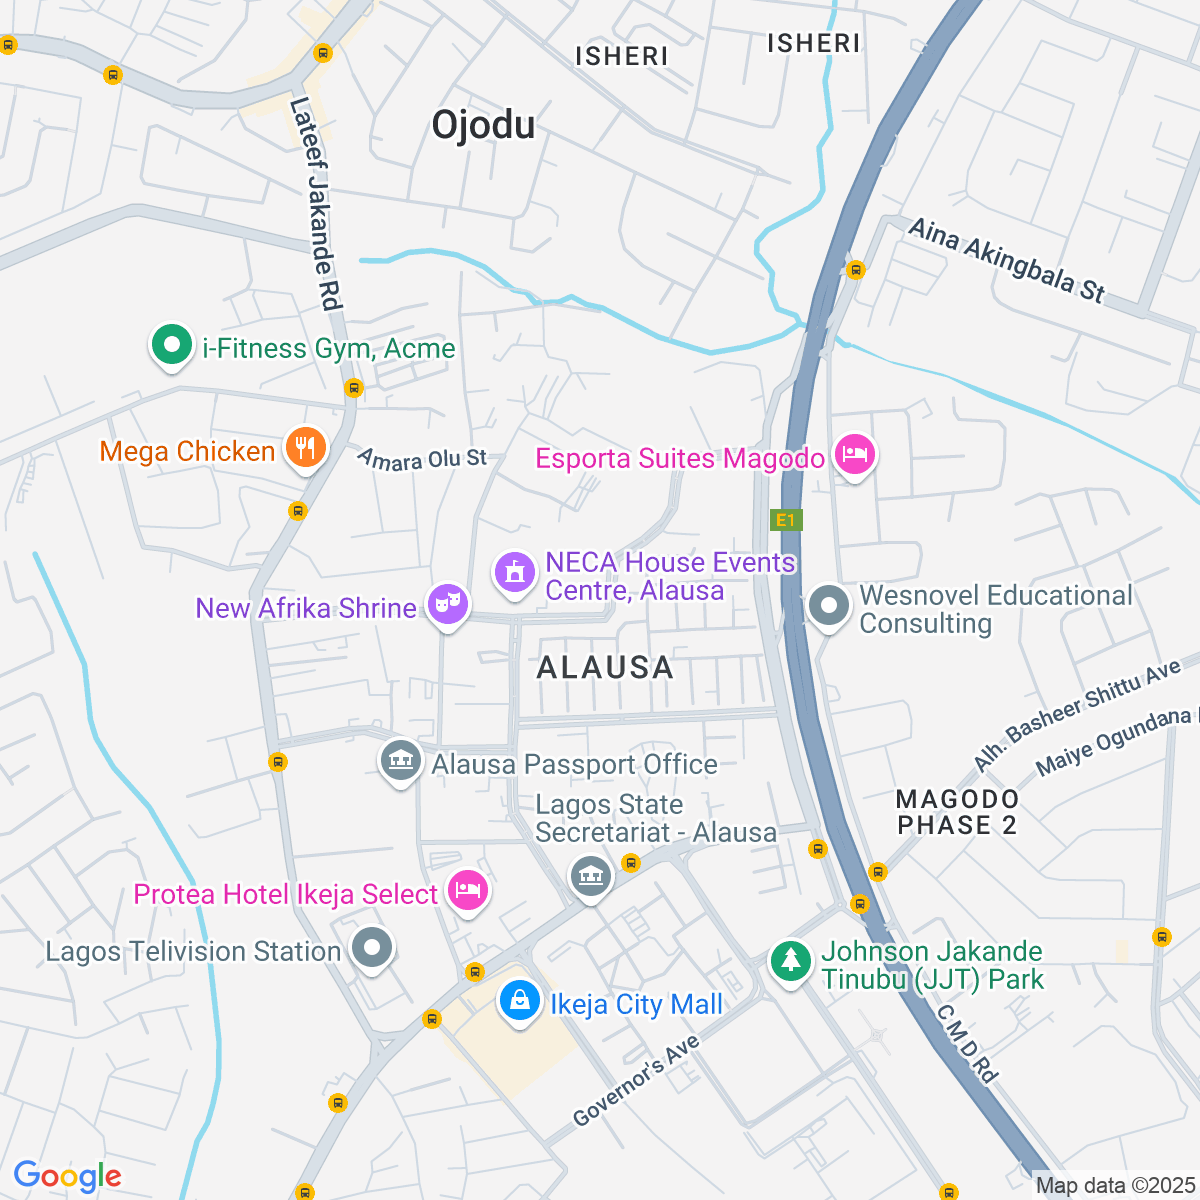 ISHERI
ISHERI
Ojodu
Lateef Jakande Rd
Aina Akingbala St
i-Fitness Gym, Acme
Mega Chicken
Amara Olu St
Esporta Suites Magodo
E1
NECA House Events
Centre, Alausa
New Afrika Shrine
Wesnovel Educational
Consulting
ALAUSA
Alh. Basheer Shittu Ave
Maiye Ogundana
Alausa Passport Office
Lagos State
Secretariat - Alausa
MAGODO
PHASE 2
Protea Hotel Ikeja Select
Lagos Telivision Station
Johnson Jakande
Tinubu (JJT) Park
Ikeja City Mall
CMD Rd
Governor's Ave
Google
Map data ©2025